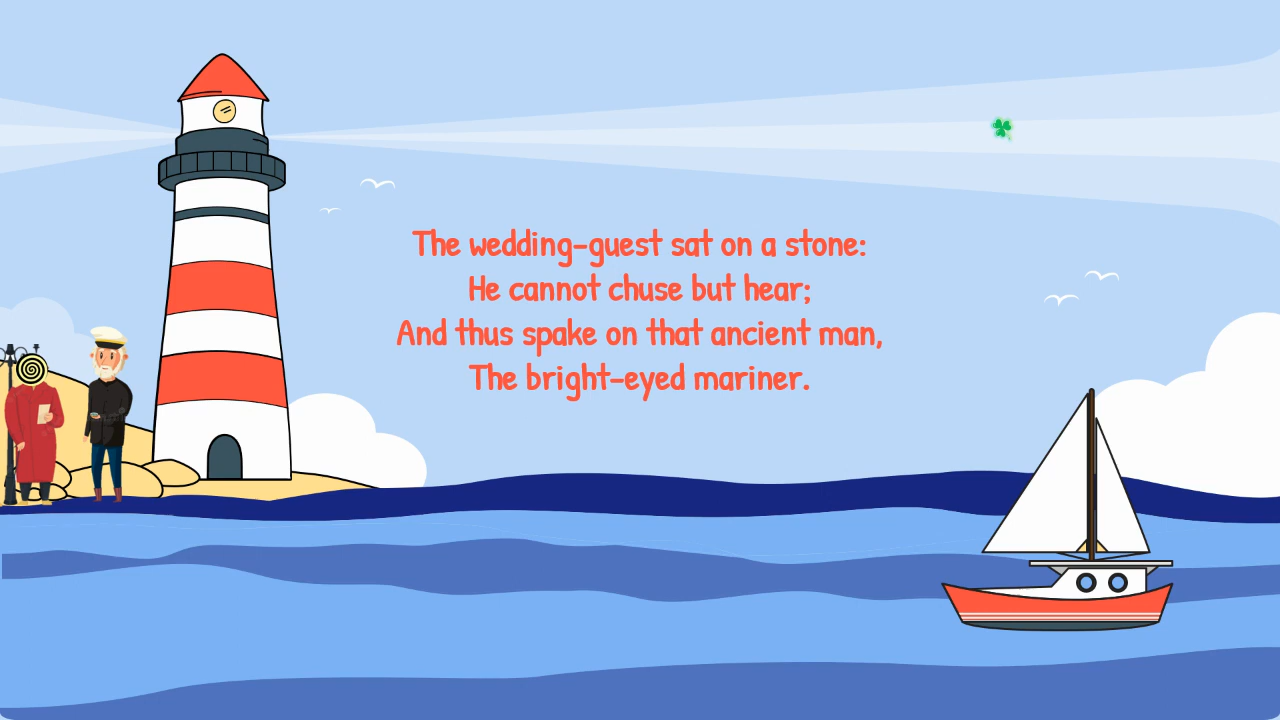 The wedding-guest sat on a stone:
He cannot chuse but hear;
And thus spake on that ancient man,
The bright-eyed mariner.